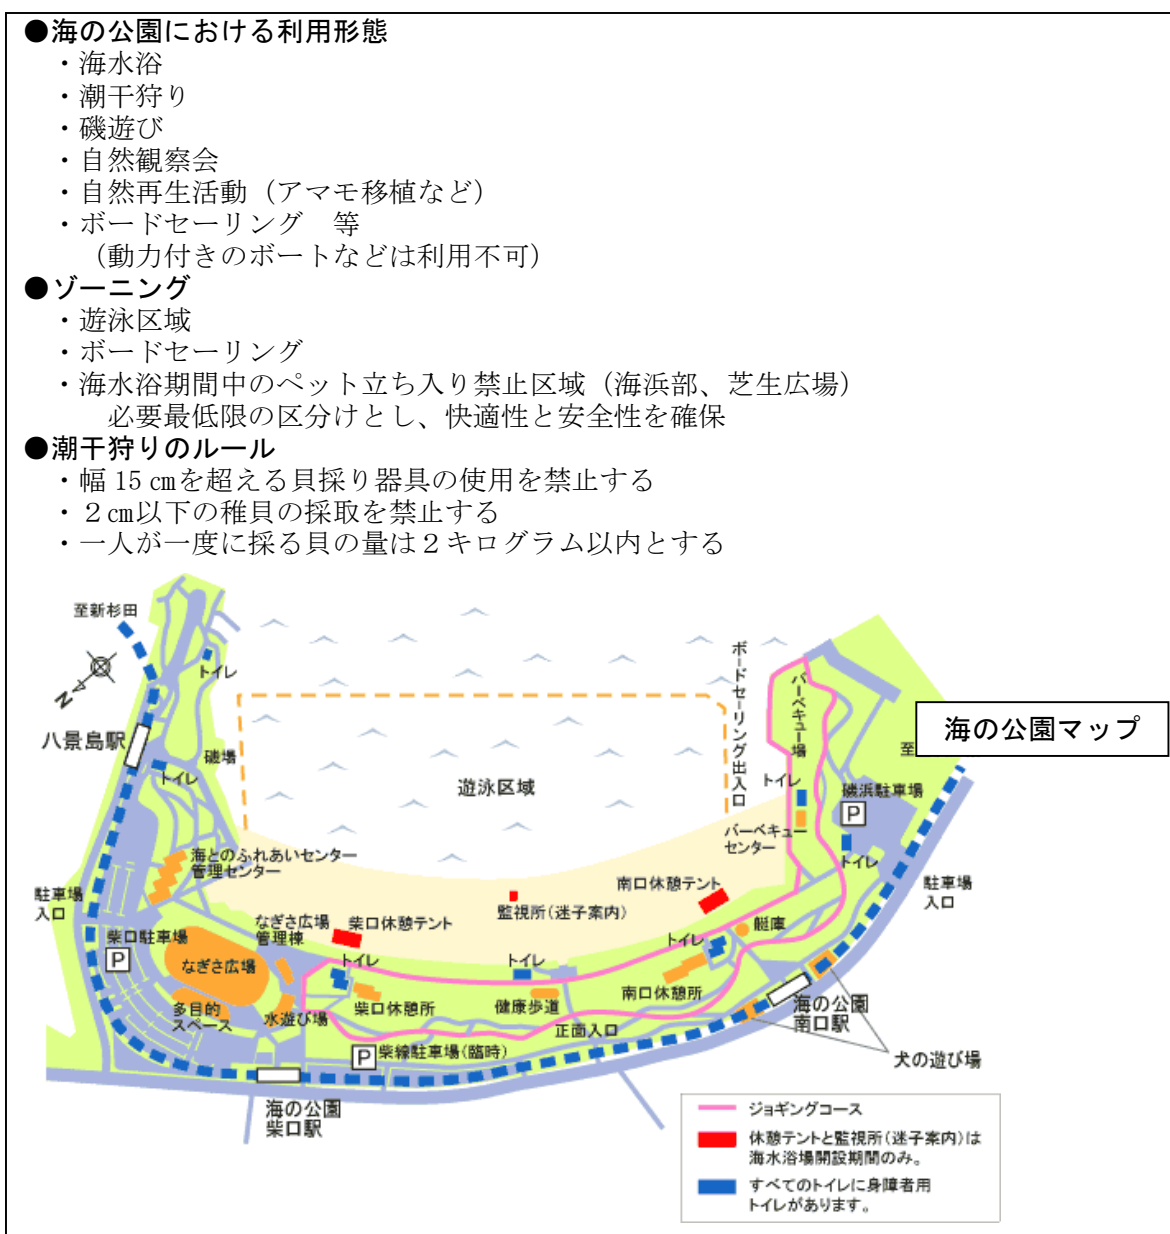 ●海の公園における利用形態
・海水浴
・潮干狩り
・磯遊び
・自然観察会
・自然再生活動（アマモ移植など）
・ボードセーリング　等
（動力付きのボートなどは利用不可）
●ゾーニング
・遊泳区域
・ボードセーリング
・海水浴期間中のペット立ち入り禁止区域（海浜部、芝生広場）
必要最低限の区分けとし、快適性と安全性を確保
●潮干狩りのルール
・幅 15 ㎝を超える貝採り器具の使用を禁止する
・２㎝以下の稚貝の採取を禁止する
・一人が一度に採る貝の量は２キログラム以内とする
海の公園マップ
至新杉田
N
トイレ
八景島駅
磯場
トイレ
遊泳区域
ボードセーリング出入口
バーベキュー場
トイレ
至
磯浜駐車場
P
バーベキュー
センター
トイレ
海とのふれあいセンター
管理センター
駐車場
入口
南口休憩テント
駐車場
入口
監視所(迷子案内)
なぎさ広場
管理棟
柴口休憩テント
艇庫
柴口駐車場
P
なぎさ広場
トイレ
トイレ
トイレ
多目的
スペース
水遊び場
柴口休憩所
健康歩道
南口休憩所
海の公園
南口駅
正面入口
P
柴線駐車場(臨時)
犬の遊び場
海の公園
柴口駅
ジョギングコース
休憩テントと監視所(迷子案内)は
海水浴場開設期間のみ。
すべてのトイレに身障者用
トイレがあります。